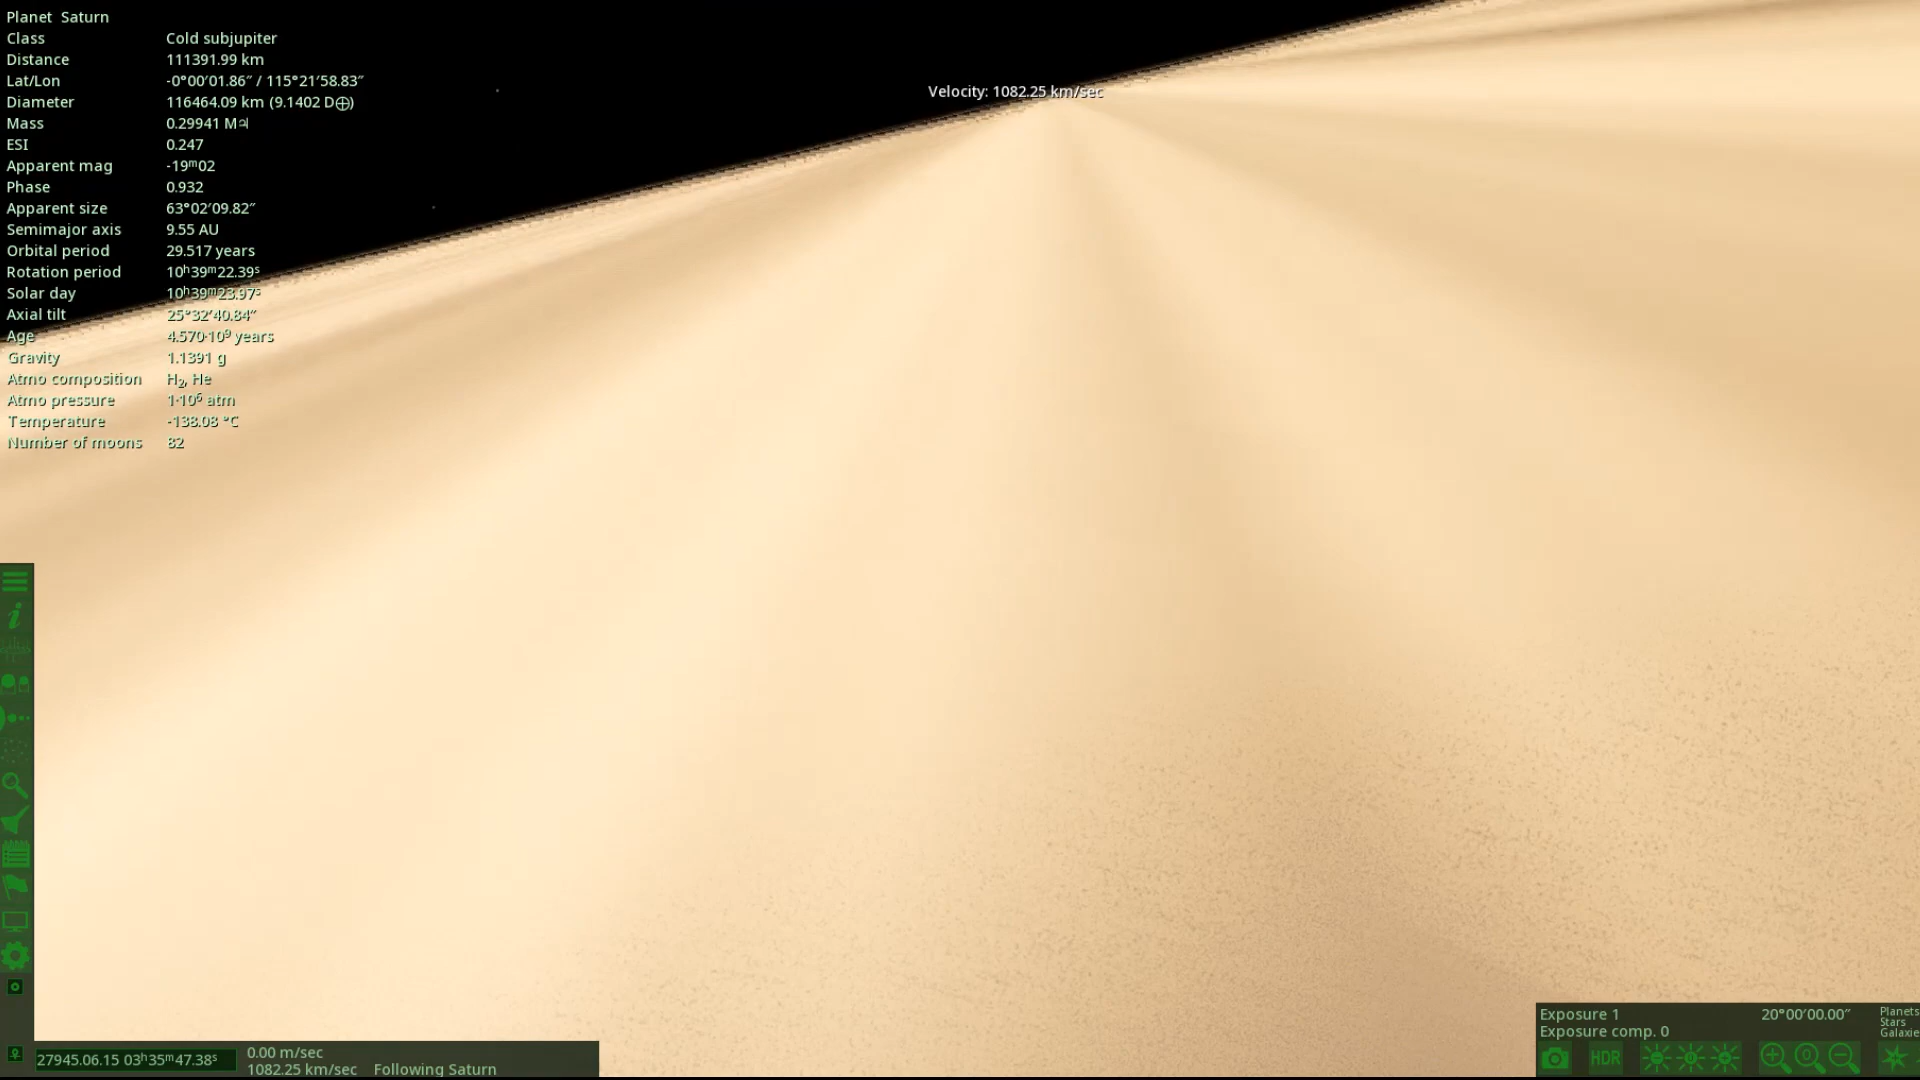 Planet Saturn
Class Cold subjupiter
Distance 111391.99 km
Lat/Lon -0°00′01.86″ / 115°21′58.83″
Diameter 116464.09 km (9.1402 D⊕)
Mass 0.29941 M♃
ESI 0.247
Apparent mag -19ᵐ02
Phase 0.932
Apparent size 63°02′09.82″
Semimajor axis 9.55 AU
Orbital period 29.517 years
Rotation period 10ʰ39ᵐ22.39ˢ
Solar day 10ʰ39ᵐ23.97ˢ
Axial tilt 25°32′40.84″
Age 4.570·10⁹ years
Gravity 1.1391 g
Atmo composition H₂, He
Atmo pressure 1·10⁶ atm
Temperature -138.08 °C
Number of moons 82
Velocity: 1082.25 km/sec
27945.06.15 03ʰ35ᵐ47.38ˢ
0.00 m/sec
1082.25 km/sec Following Saturn
Exposure 1 20°00′00.00″
Exposure comp. 0
Planets
Stars
Galaxie
HDR